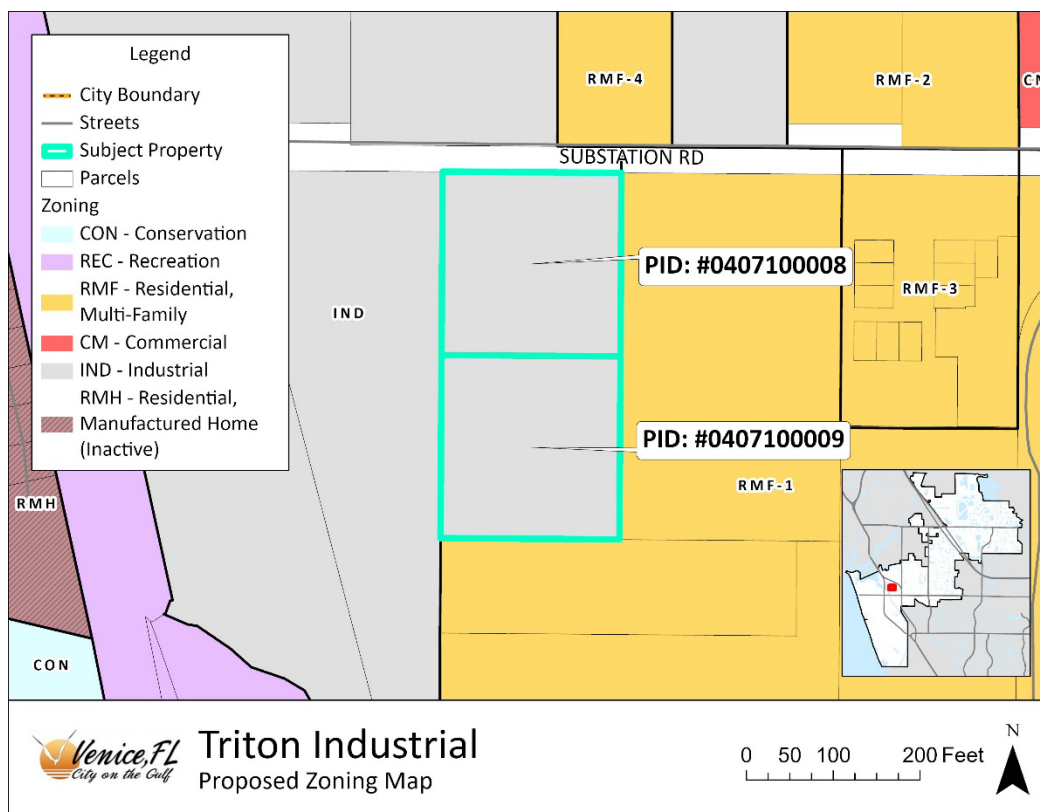 Legend
City Boundary
Streets
Subject Property
Parcels
Zoning
CON - Conservation
REC - Recreation
RMF - Residential,
Multi-Family
CM - Commercial
IND - Industrial
RMH - Residential,
Manufactured Home
(Inactive)
RMF-4
RMF-2
CM
SUBSTATION RD
PID: #0407100008
RMF-3
IND
PID: #0407100009
RMF-1
RMH
CON
Venice, FL
City on the Gulf
Triton Industrial
Proposed Zoning Map
0 50 100 200 Feet
N